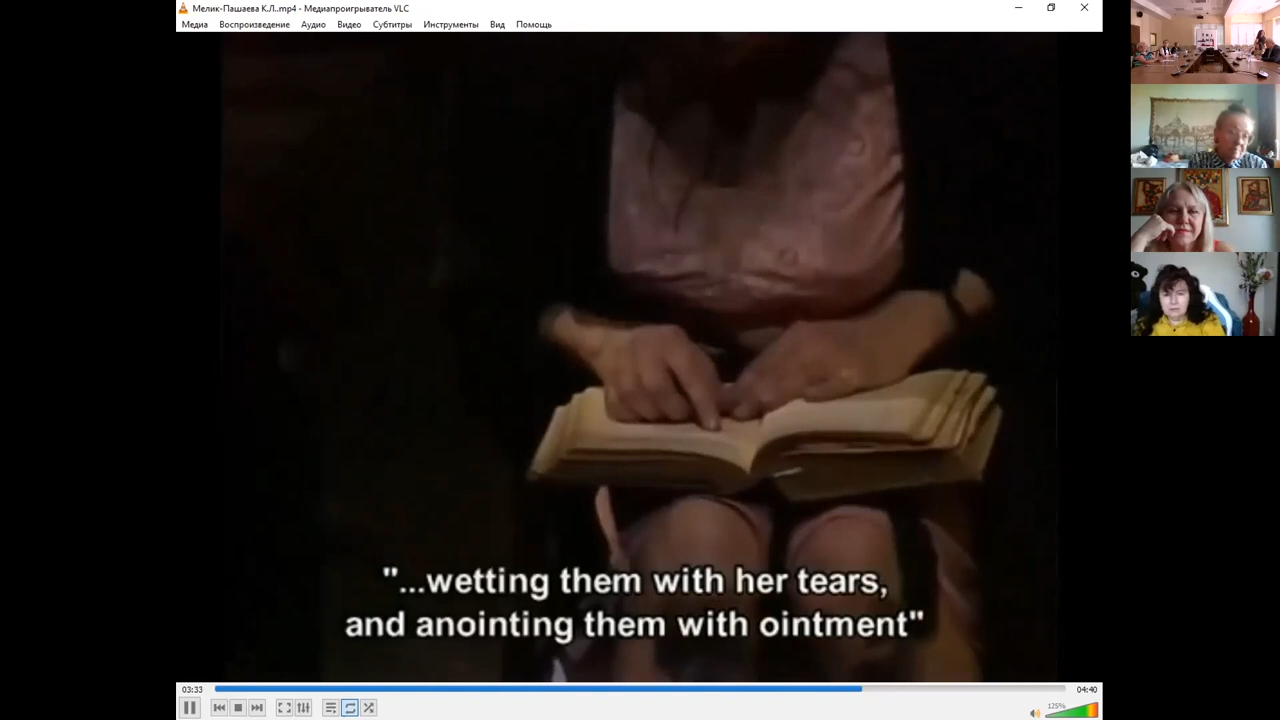 Мелик-Пашаева К.Л..mp4 - Медиапроигрыватель VLC
Медиа Воспроизведение Аудио Видео Субтитры Инструменты Вид Помощь
"...wetting them with her tears,
and anointing them with ointment"
03:33
04:40
125%